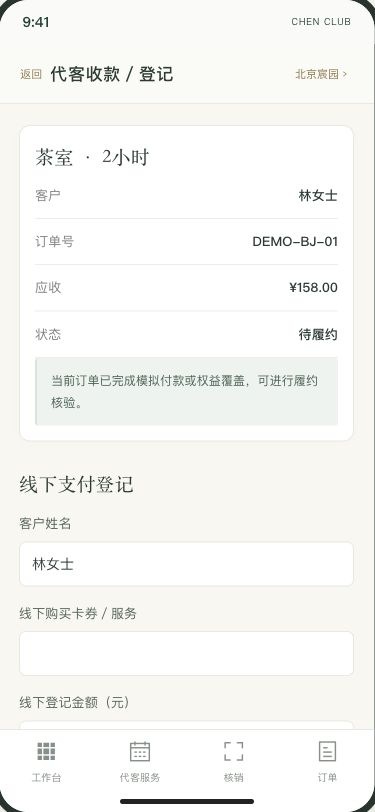 9:41
CHEN CLUB
返回 代客收款 / 登记
北京宸园 ›
茶室 · 2小时
客户 林女士
订单号 DEMO-BJ-01
应收 ¥158.00
状态 待履约
当前订单已完成模拟付款或权益覆盖，可进行履约
核验。
线下支付登记
客户姓名
林女士
线下购买卡券 / 服务
线下登记金额（元）
工作台 代客服务 核销 订单